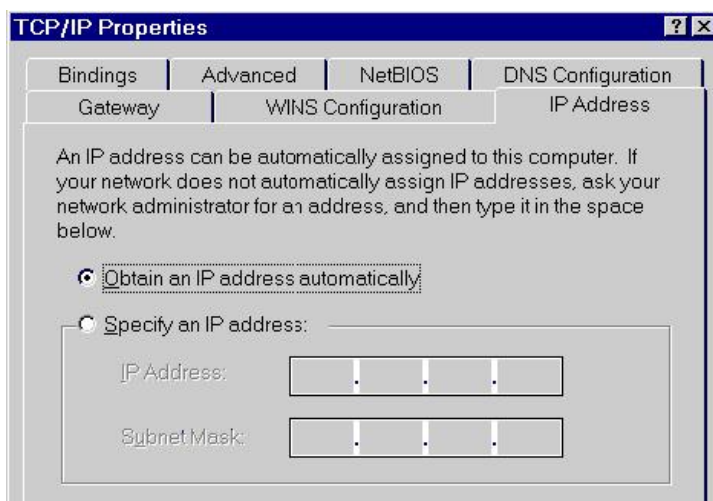 TCP/IP Properties
Bindings
Advanced
NetBIOS
DNS Configuration
Gateway
WINS Configuration
IP Address
An IP address can be automatically assigned to this computer. If
your network does not automatically assign IP addresses, ask your
network administrator for an address, and then type it in the space
below.
Obtain an IP address automatically
Specify an IP address:
IP Address:
Subnet Mask: